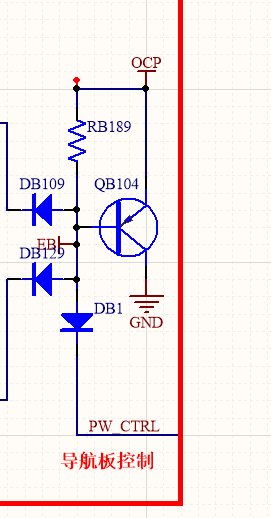 OCP
RB189
DB109
QB104
EB
DB129
DB1
GND
PW_CTRL
导航板控制